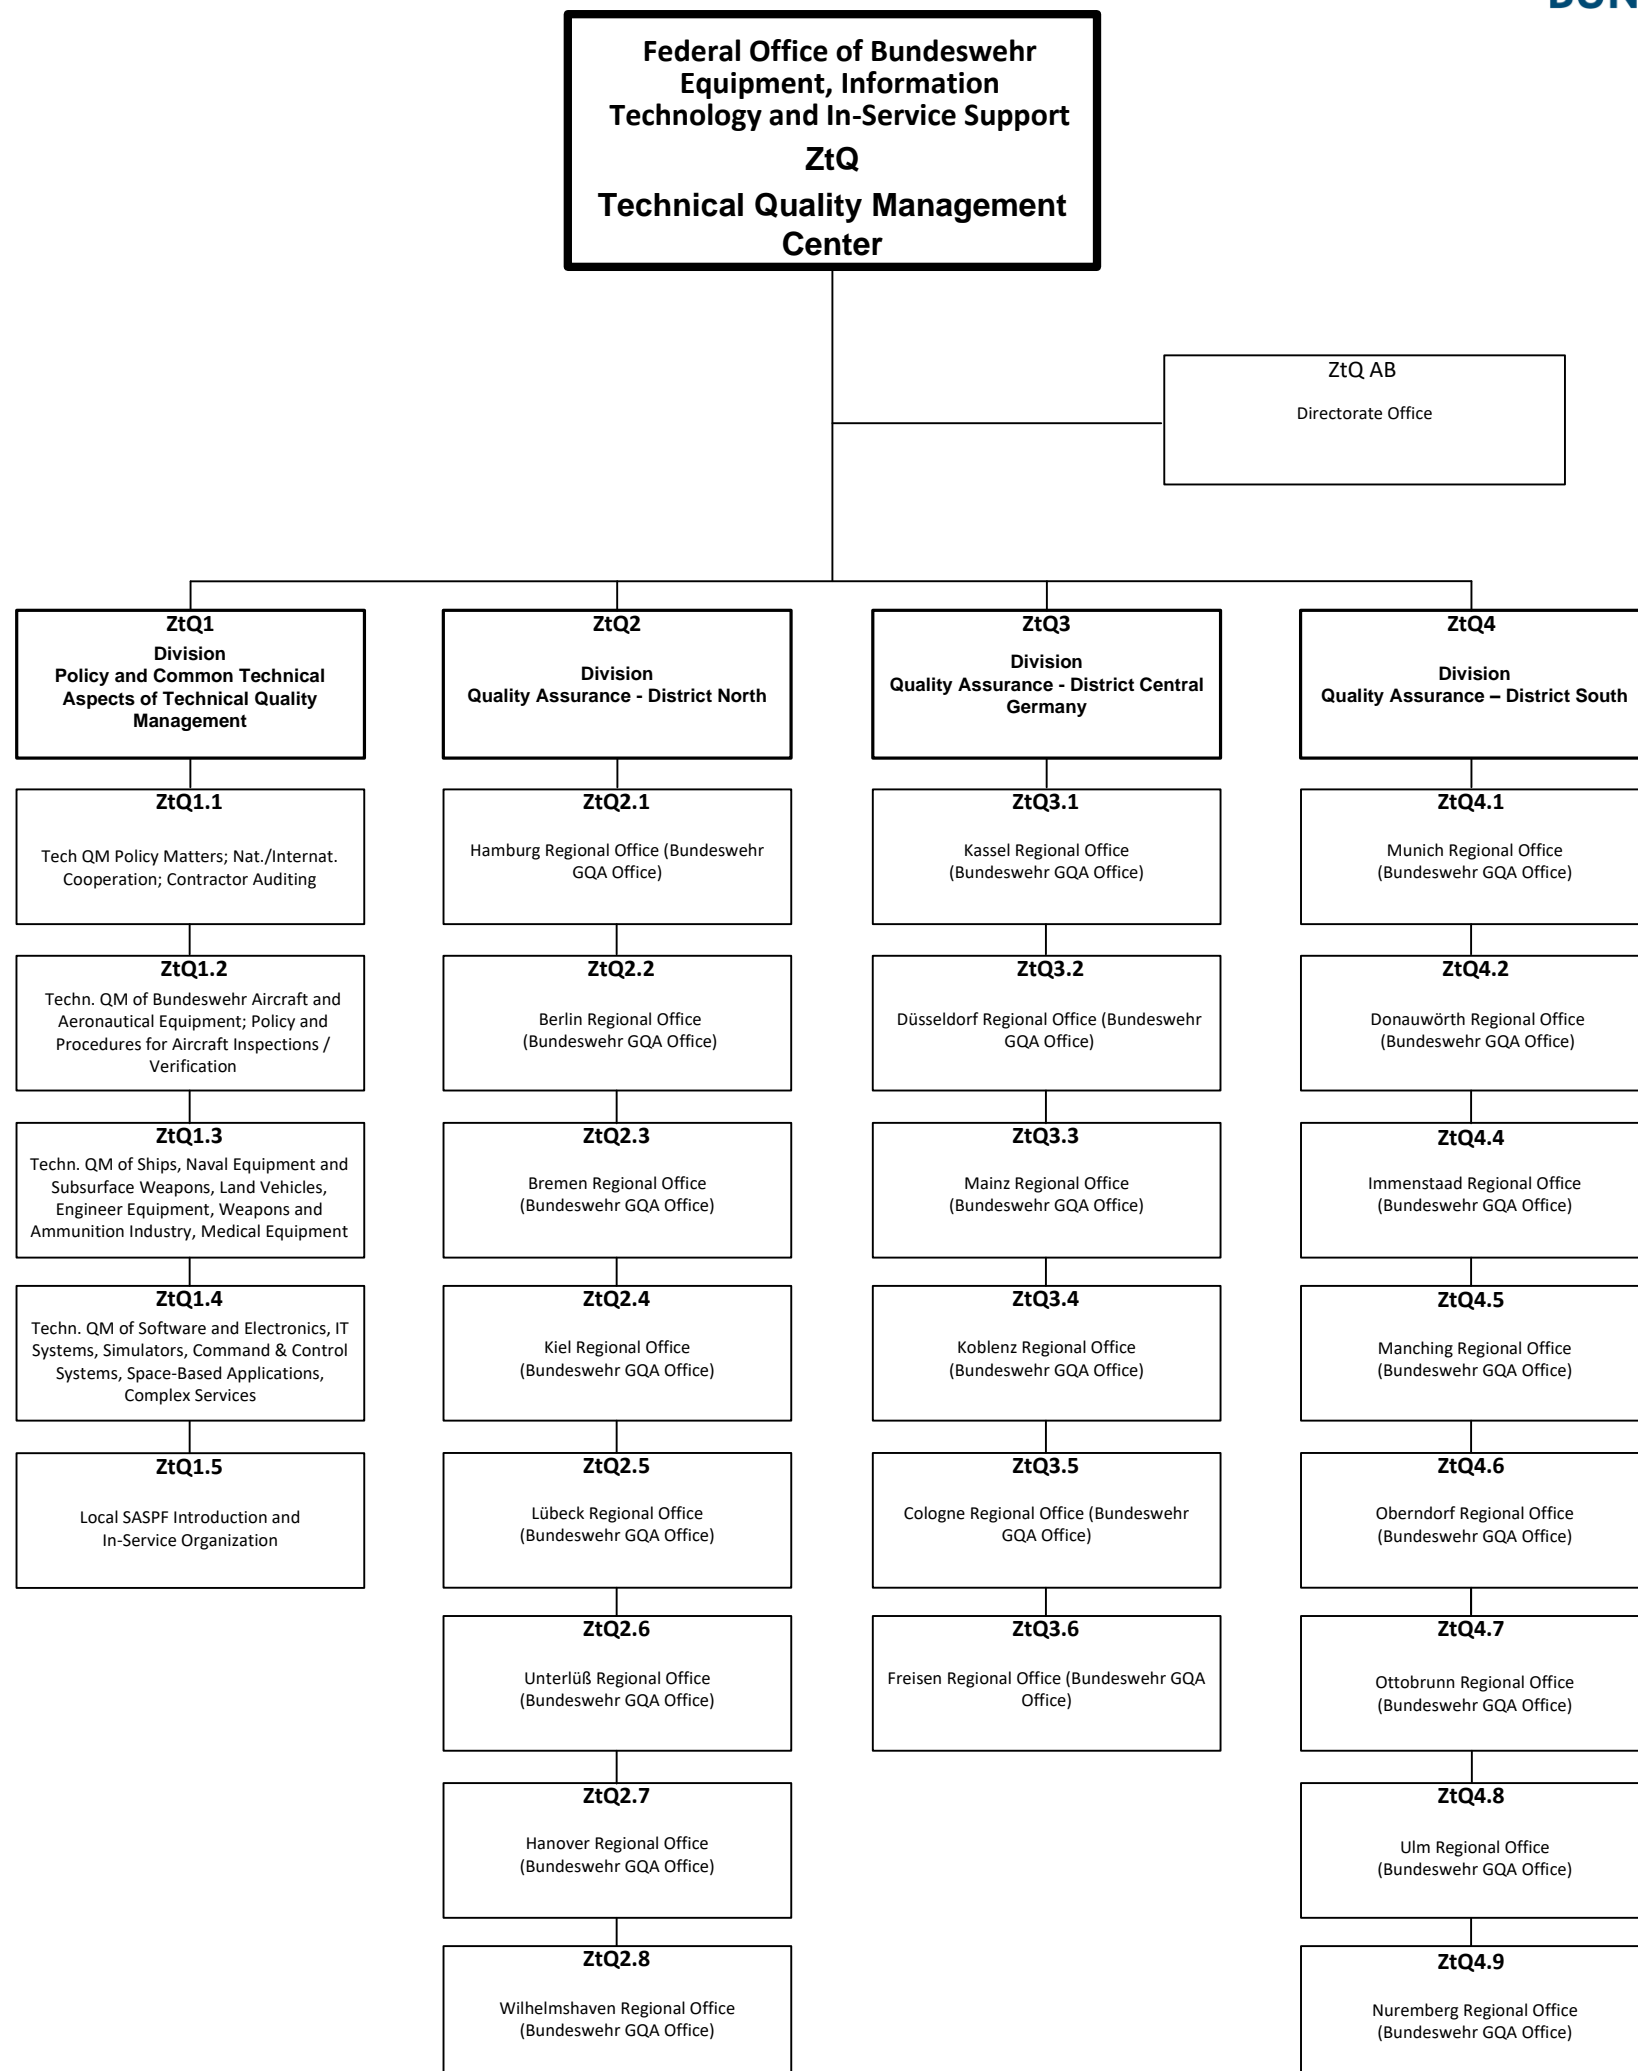 Federal Office of Bundeswehr
Equipment, Information
Technology and In-Service Support
ZtQ
Technical Quality Management
Center
ZtQ AB
Directorate Office
ZtQ1
Division
Policy and Common Technical
Aspects of Technical Quality
Management
ZtQ1.1
Tech QM Policy Matters; Nat./Internat.
Cooperation; Contractor Auditing
ZtQ1.2
Techn. QM of Bundeswehr Aircraft and
Aeronautical Equipment; Policy and
Procedures for Aircraft Inspections /
Verification
ZtQ1.3
Techn. QM of Ships, Naval Equipment and
Subsurface Weapons, Land Vehicles,
Engineer Equipment, Weapons and
Ammunition Industry, Medical Equipment
ZtQ1.4
Techn. QM of Software and Electronics, IT
Systems, Simulators, Command & Control
Systems, Space-Based Applications,
Complex Services
ZtQ1.5
Local SASPF Introduction and
In-Service Organization
ZtQ2
Division
Quality Assurance - District North
ZtQ2.1
Hamburg Regional Office (Bundeswehr
GQA Office)
ZtQ2.2
Berlin Regional Office
(Bundeswehr GQA Office)
ZtQ2.3
Bremen Regional Office
(Bundeswehr GQA Office)
ZtQ2.4
Kiel Regional Office
(Bundeswehr GQA Office)
ZtQ2.5
Lübeck Regional Office
(Bundeswehr GQA Office)
ZtQ2.6
Unterlüß Regional Office
(Bundeswehr GQA Office)
ZtQ2.7
Hanover Regional Office
(Bundeswehr GQA Office)
ZtQ2.8
Wilhelmshaven Regional Office
(Bundeswehr GQA Office)
ZtQ3
Division
Quality Assurance - District Central
Germany
ZtQ3.1
Kassel Regional Office
(Bundeswehr GQA Office)
ZtQ3.2
Düsseldorf Regional Office (Bundeswehr
GQA Office)
ZtQ3.3
Mainz Regional Office
(Bundeswehr GQA Office)
ZtQ3.4
Koblenz Regional Office
(Bundeswehr GQA Office)
ZtQ3.5
Cologne Regional Office (Bundeswehr
GQA Office)
ZtQ3.6
Freisen Regional Office (Bundeswehr GQA
Office)
ZtQ4
Division
Quality Assurance – District South
ZtQ4.1
Munich Regional Office
(Bundeswehr GQA Office)
ZtQ4.2
Donauwörth Regional Office
(Bundeswehr GQA Office)
ZtQ4.4
Immenstaad Regional Office
(Bundeswehr GQA Office)
ZtQ4.5
Manching Regional Office
(Bundeswehr GQA Office)
ZtQ4.6
Oberndorf Regional Office
(Bundeswehr GQA Office)
ZtQ4.7
Ottobrunn Regional Office
(Bundeswehr GQA Office)
ZtQ4.8
Ulm Regional Office
(Bundeswehr GQA Office)
ZtQ4.9
Nuremberg Regional Office
(Bundeswehr GQA Office)